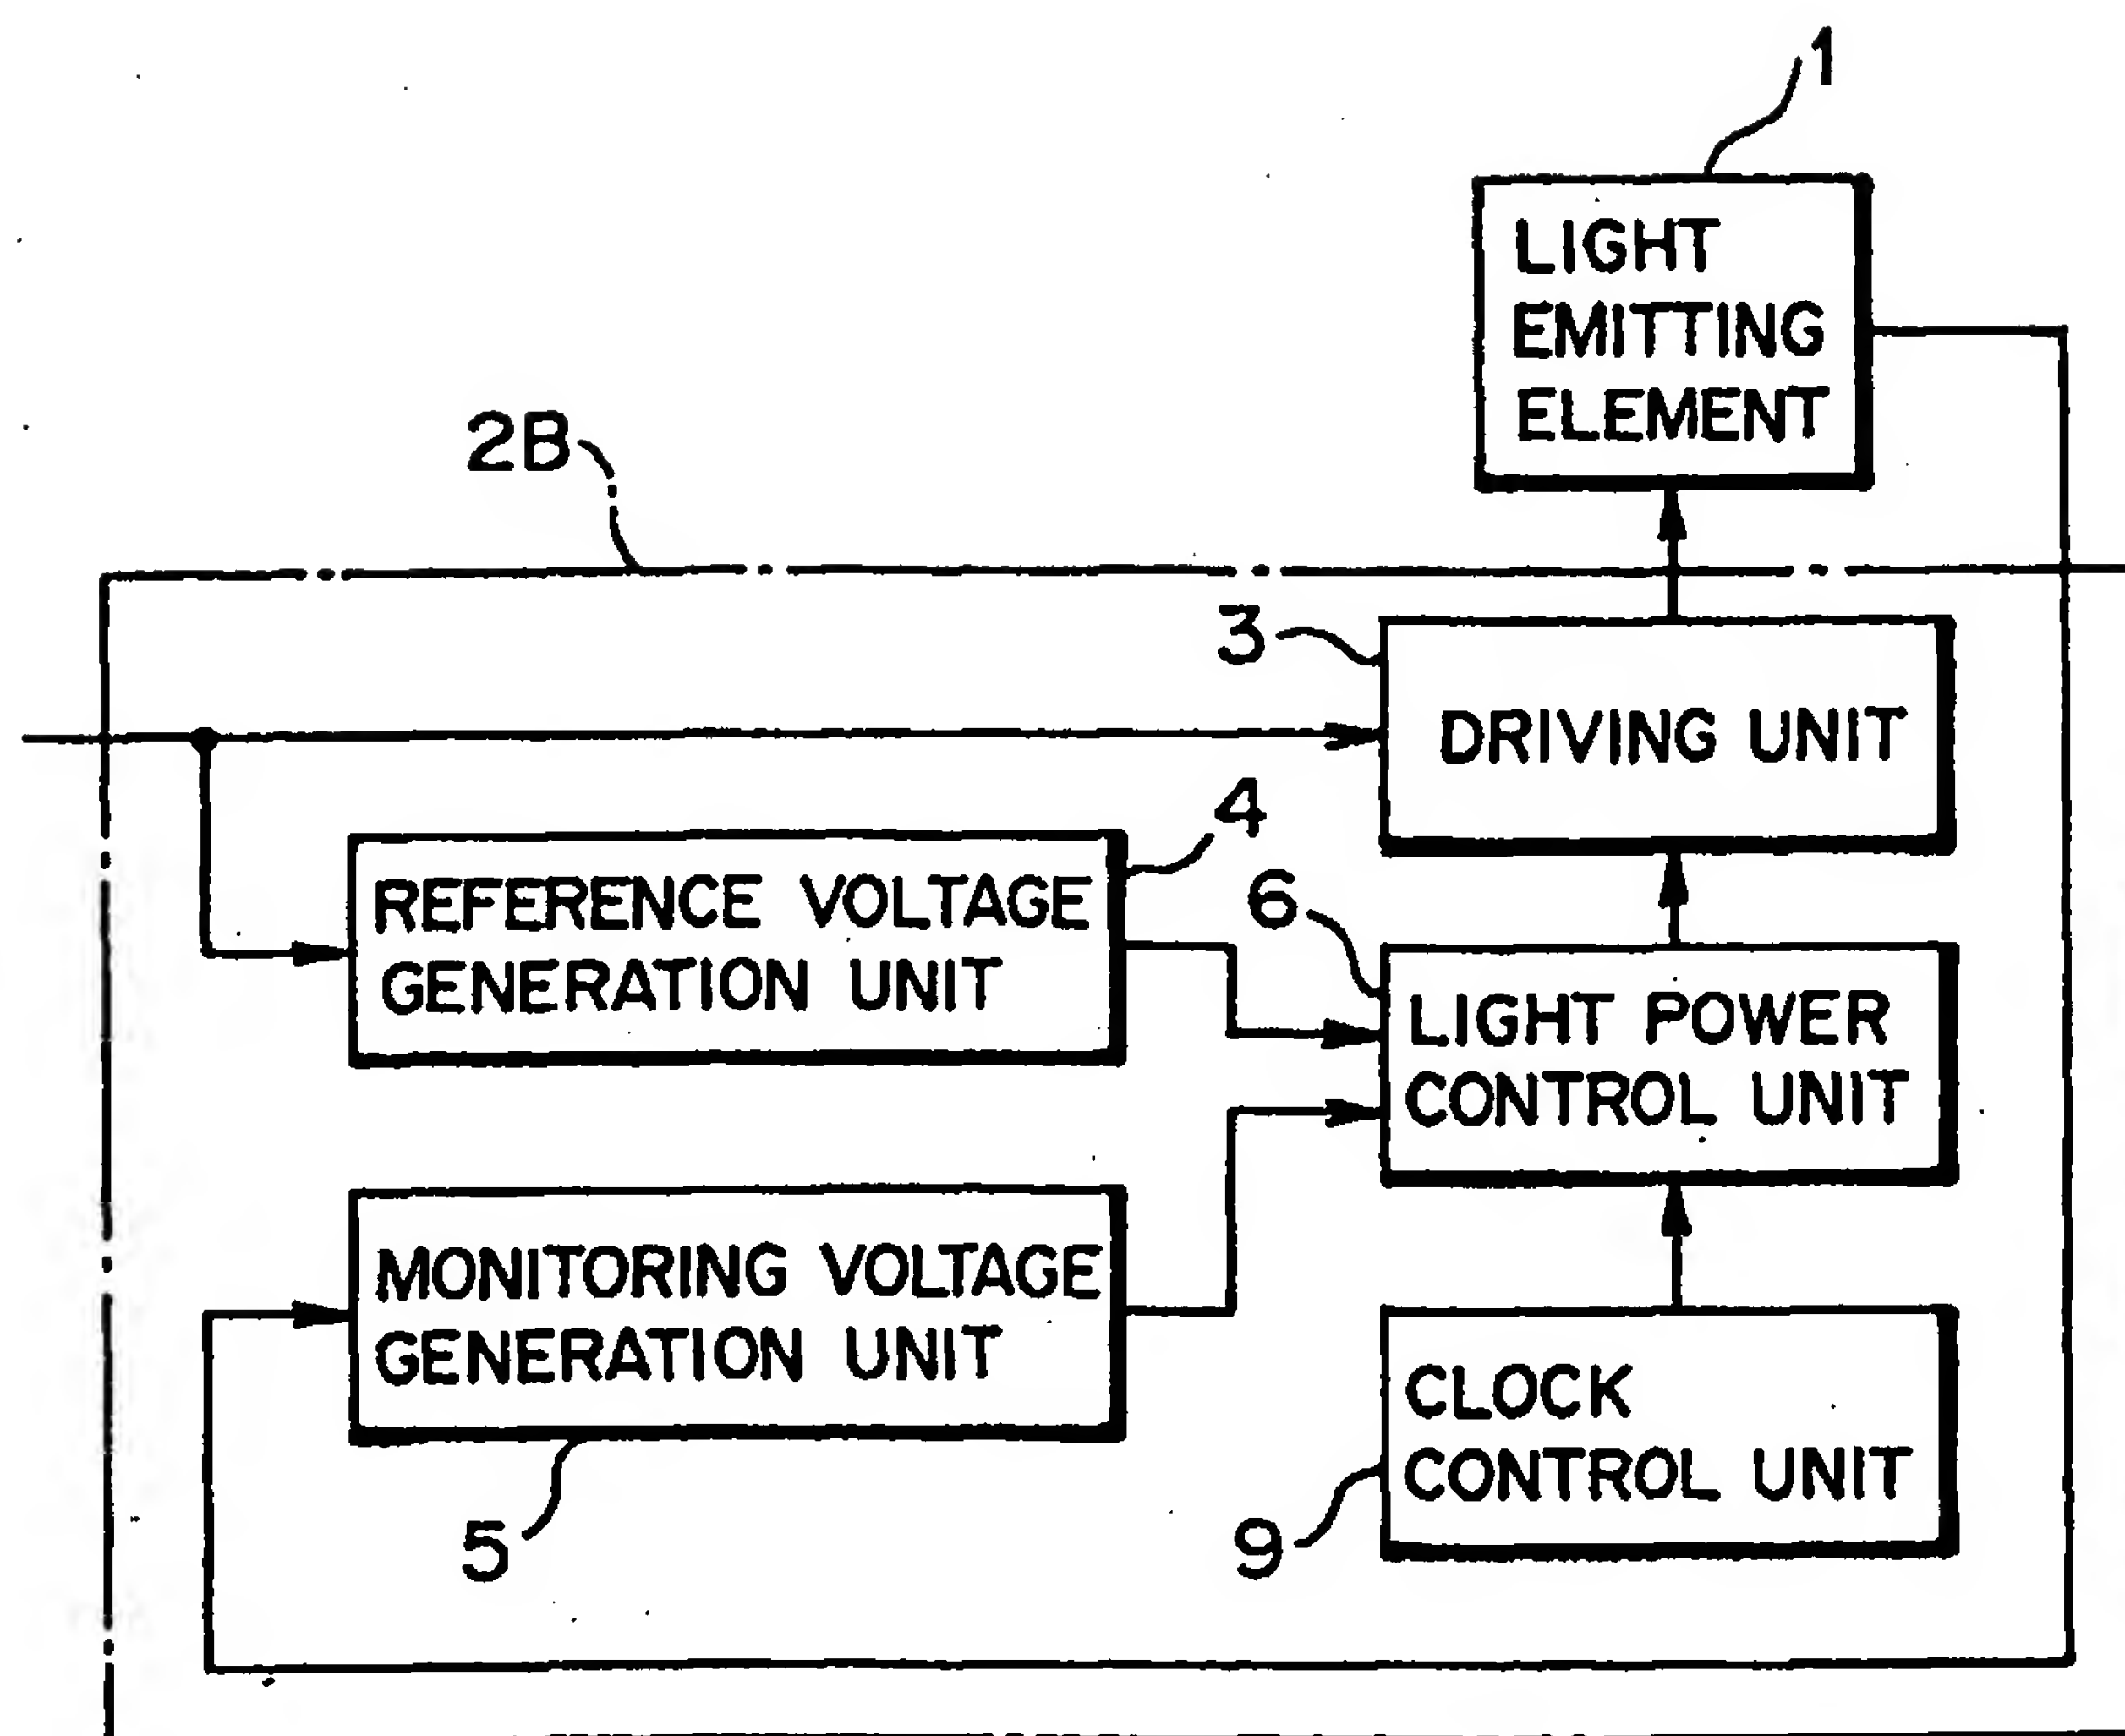 1
LIGHT
EMITTING
ELEMENT
2B
3
DRIVING UNIT
4
REFERENCE VOLTAGE
GENERATION UNIT
6
LIGHT POWER
CONTROL UNIT
MONITORING VOLTAGE
GENERATION UNIT
5
CLOCK
CONTROL UNIT
9